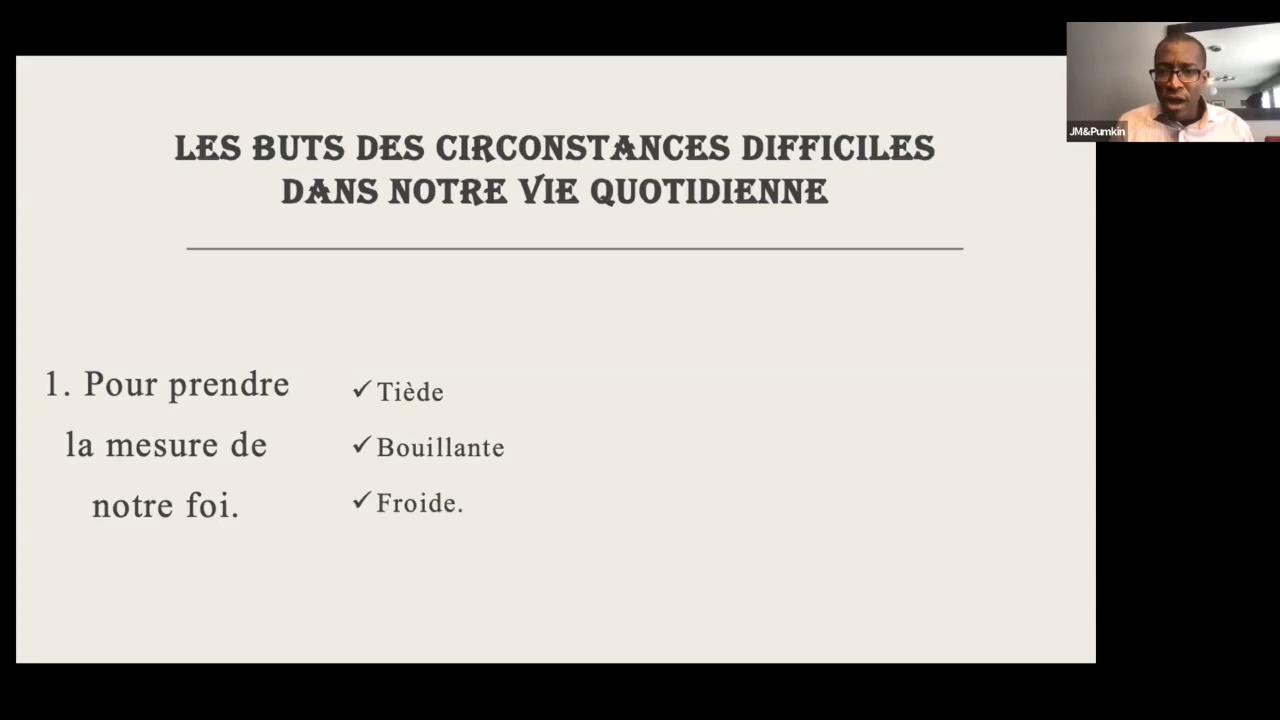 LES BUTS DES CIRCONSTANCES DIFFICILES
DANS NOTRE VIE QUOTIDIENNE
1. Pour prendre
la mesure de
notre foi.
✓ Tiède
✓ Bouillante
✓ Froide.
JM&Pumkin